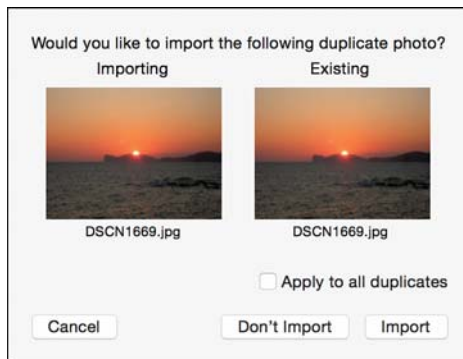 Would you like to import the following duplicate photo?
Importing Existing
DSCN1669.jpg DSCN1669.jpg
Apply to all duplicates
Cancel Don't Import Import